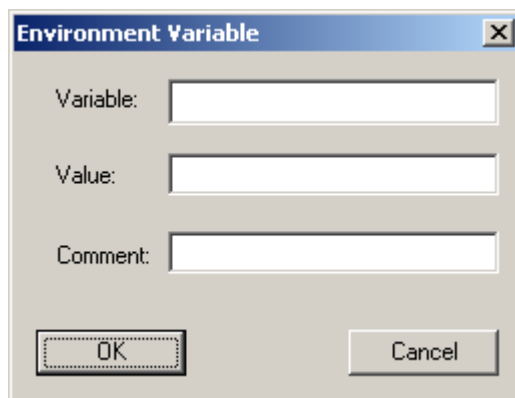 Environment Variable
Variable:
Value:
Comment:
OK
Cancel